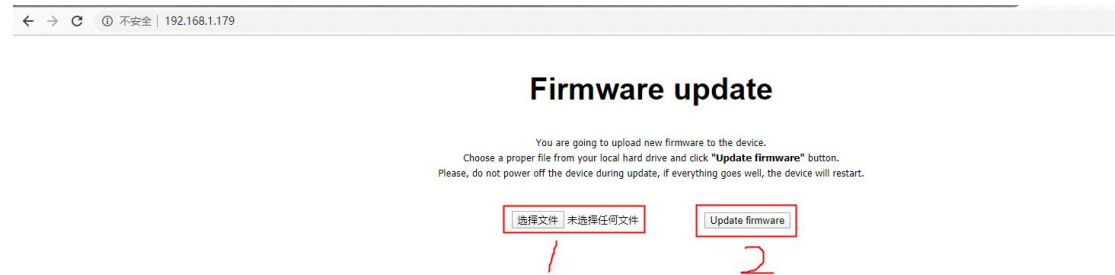 不安全 | 192.168.1.179
Firmware update
You are going to upload new firmware to the device.
Choose a proper file from your local hard drive and click "Update firmware" button.
Please, do not power off the device during update, if everything goes well, the device will restart.
选择文件 未选择任何文件 Update firmware
1 2